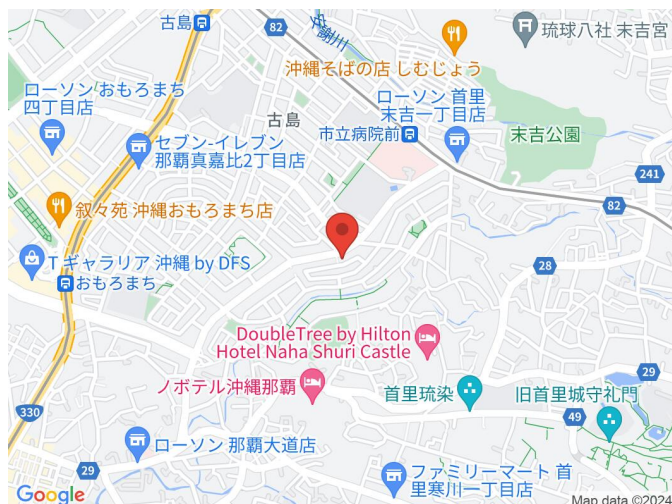 古島
82
安謝川
琉球八社 末吉宮
沖縄そばの店 しむじょう
ローソン おもろまち
四丁目店
古島
ローソン 首里
末吉一丁目店
市立病院前
末吉公園
セブン-イレブン
那覇真嘉比2丁目店
241
82
叙々苑 沖縄おもろまち店
T ギャラリア 沖縄 by DFS
おもろまち
28
DoubleTree by Hilton
Hotel Naha Shuri Castle
29
ノボテル沖縄那覇
首里琉染
旧首里城守礼門
49
330
ローソン 那覇大道店
29
ファミリーマート 首
里寒川一丁目店
Google
Map data ©2024